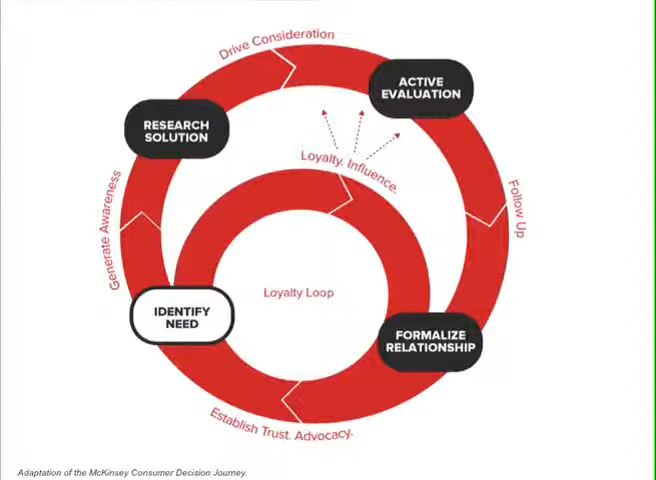 Drive Consideration
ACTIVE
EVALUATION
RESEARCH
SOLUTION
Loyalty. Influence.
Generate Awareness
Follow Up
Loyalty Loop
IDENTIFY
NEED
FORMALIZE
RELATIONSHIP
Establish Trust. Advocacy.
Adaptation of the McKinsey Consumer Decision Journey.